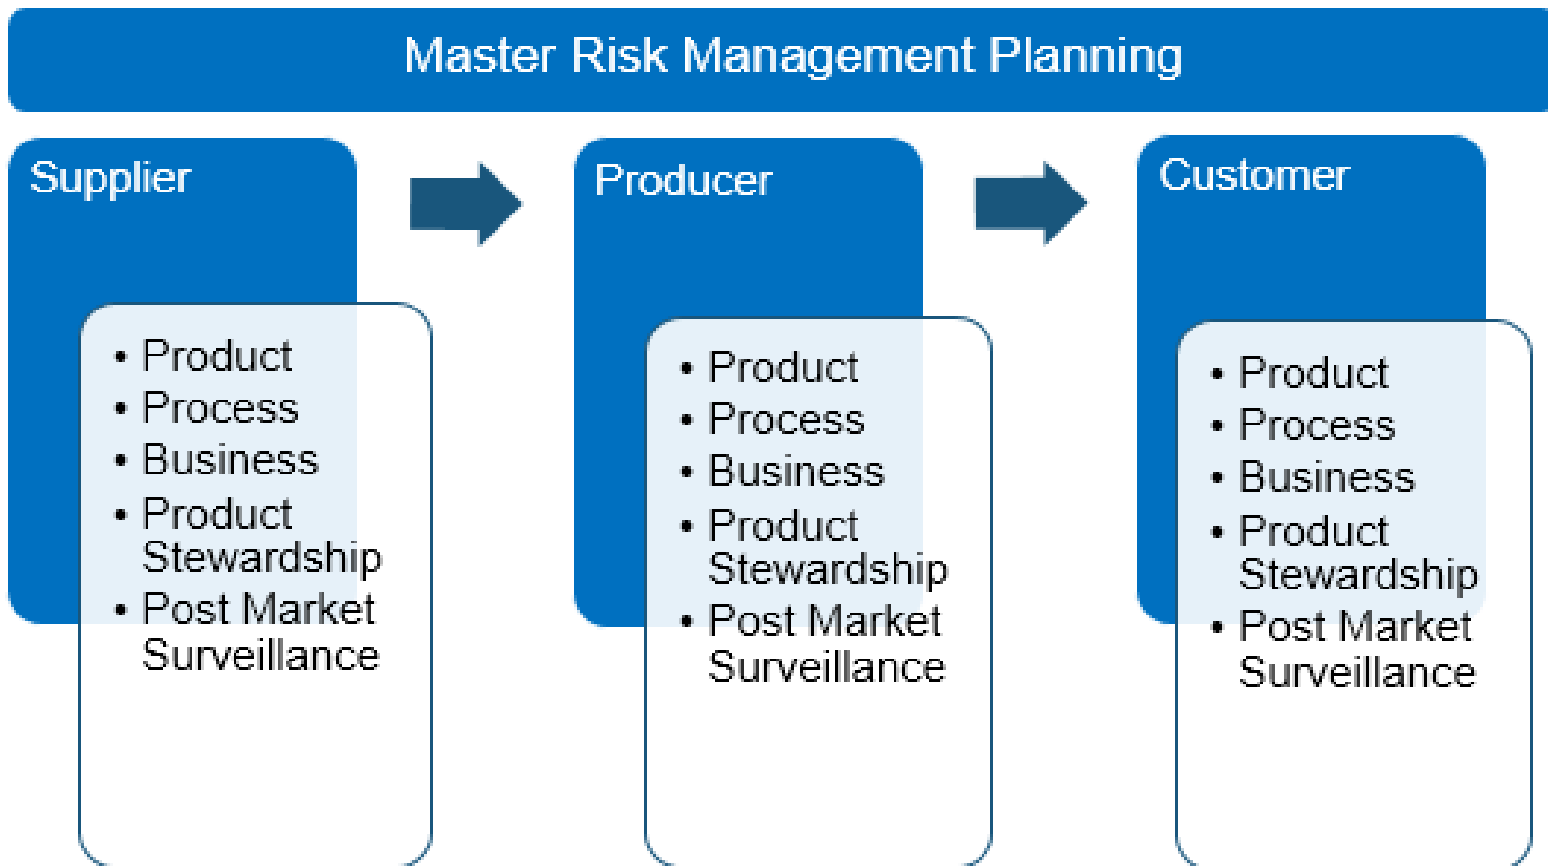 Master Risk Management Planning
Supplier
• Product
• Process
• Business
• Product
Stewardship
• Post Market
Surveillance
Producer
• Product
• Process
• Business
• Product
Stewardship
• Post Market
Surveillance
Customer
• Product
• Process
• Business
• Product
Stewardship
• Post Market
Surveillance